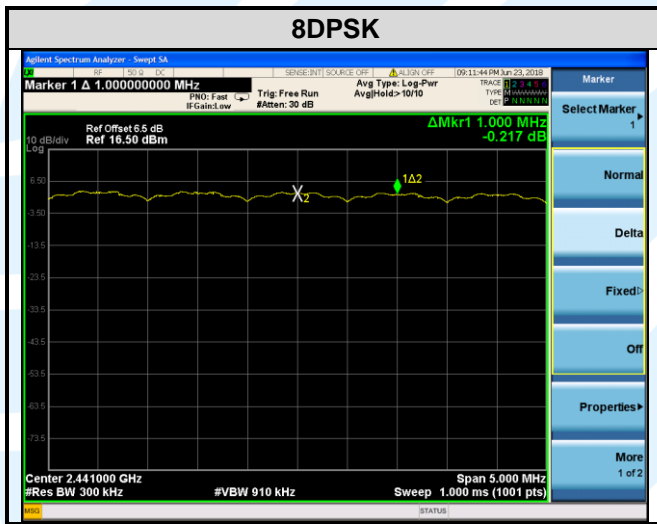 8DPSK
Agilent Spectrum Analyzer - Swept SA
RF 50 Ω DC SENSE:INT SOURCE OFF ALIGN OFF 09:11:44 PM Jun 23, 2018
Marker 1 Δ 1.000000000 MHz
PNO: Fast
IFGain:Low
Trig: Free Run
#Atten: 30 dB
Avg Type: Log-Pwr
Avg|Hold:>10/10
TRACE 1 2 3 4 5 6
TYPE M
DET P N N N N N
Ref Offset 6.5 dB
10 dB/div Ref 16.50 dBm
Log
ΔMkr1 1.000 MHz
-0.217 dB
6.50
-3.50
-13.5
-23.5
-33.5
-43.5
-53.5
-63.5
-73.5
1Δ2
X2
Center 2.441000 GHz Span 5.000 MHz
#Res BW 300 kHz #VBW 910 kHz Sweep 1.000 ms (1001 pts)
MSG STATUS
Marker
Select Marker
1
Normal
Delta
Fixed
Off
Properties
More
1 of 2